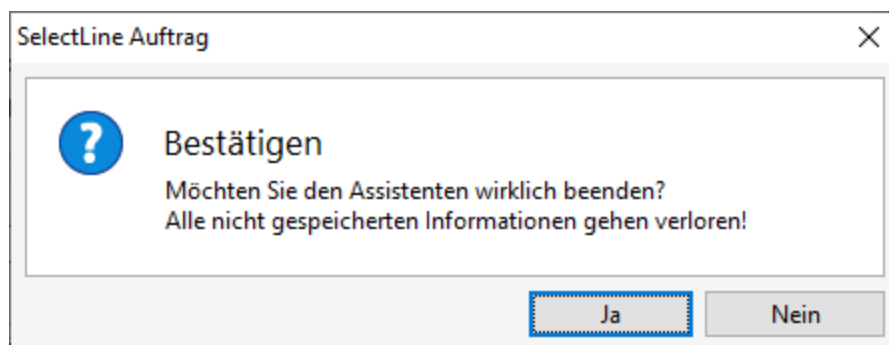 SelectLine Auftrag
Bestätigen
Möchten Sie den Assistenten wirklich beenden?
Alle nicht gespeicherten Informationen gehen verloren!
Ja
Nein